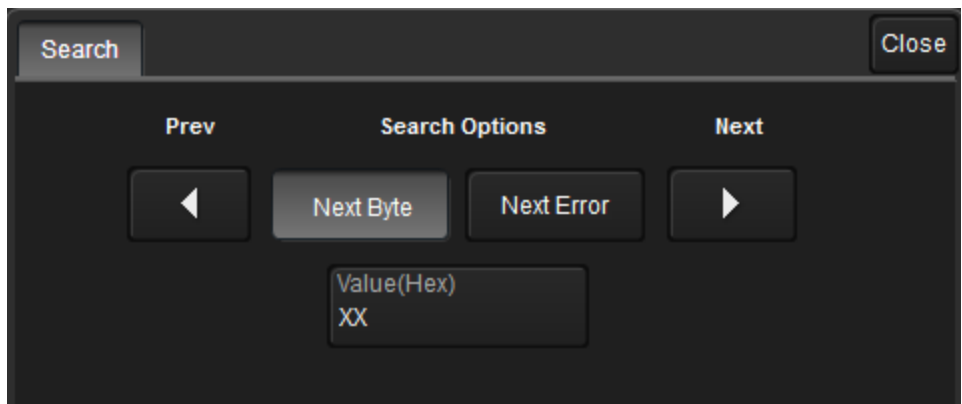 Search
Close
Prev Search Options Next
Next Byte Next Error
Value(Hex)
XX